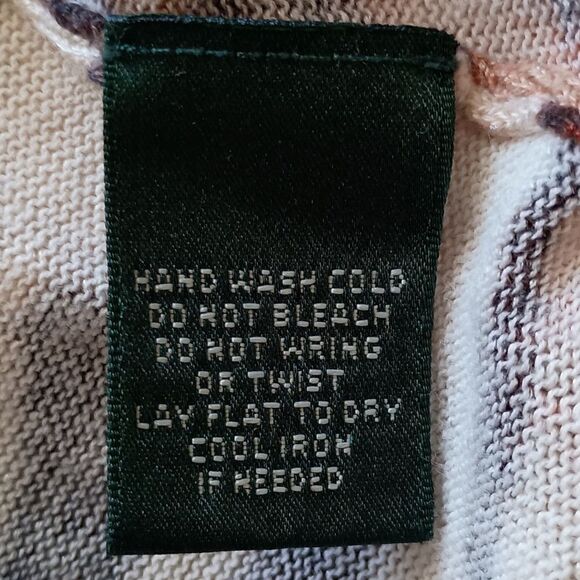 HAND WASH COLD
DO NOT BLEACH
DO NOT WRING
OR TWIST
LAY FLAT TO DRY
COOL IRON
IF NEEDED